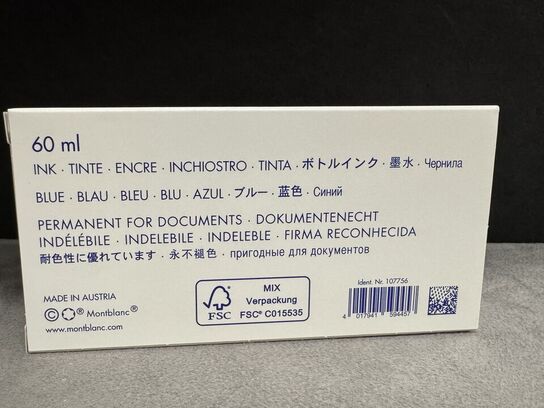 60 ml
INK · TINTE · ENCRE · INCHIOSTRO · TINTA · ボトルインク · 墨水 · Чернила
BLUE · BLAU · BLEU · BLU · AZUL · ブルー · 蓝色 · Синий
PERMANENT FOR DOCUMENTS · DOKUMENTENECHT
INDÉLÉBILE · INDELEBILE · INDELEBLE · FIRMA RECONHECIDA
耐色性に優れています · 永不褪色 · пригодные для документов
Ident. Nr. 107756
MADE IN AUSTRIA
© ® Montblanc®
www.montblanc.com
FSC
MIX
Verpackung
FSC® C015535
4 017941 594457